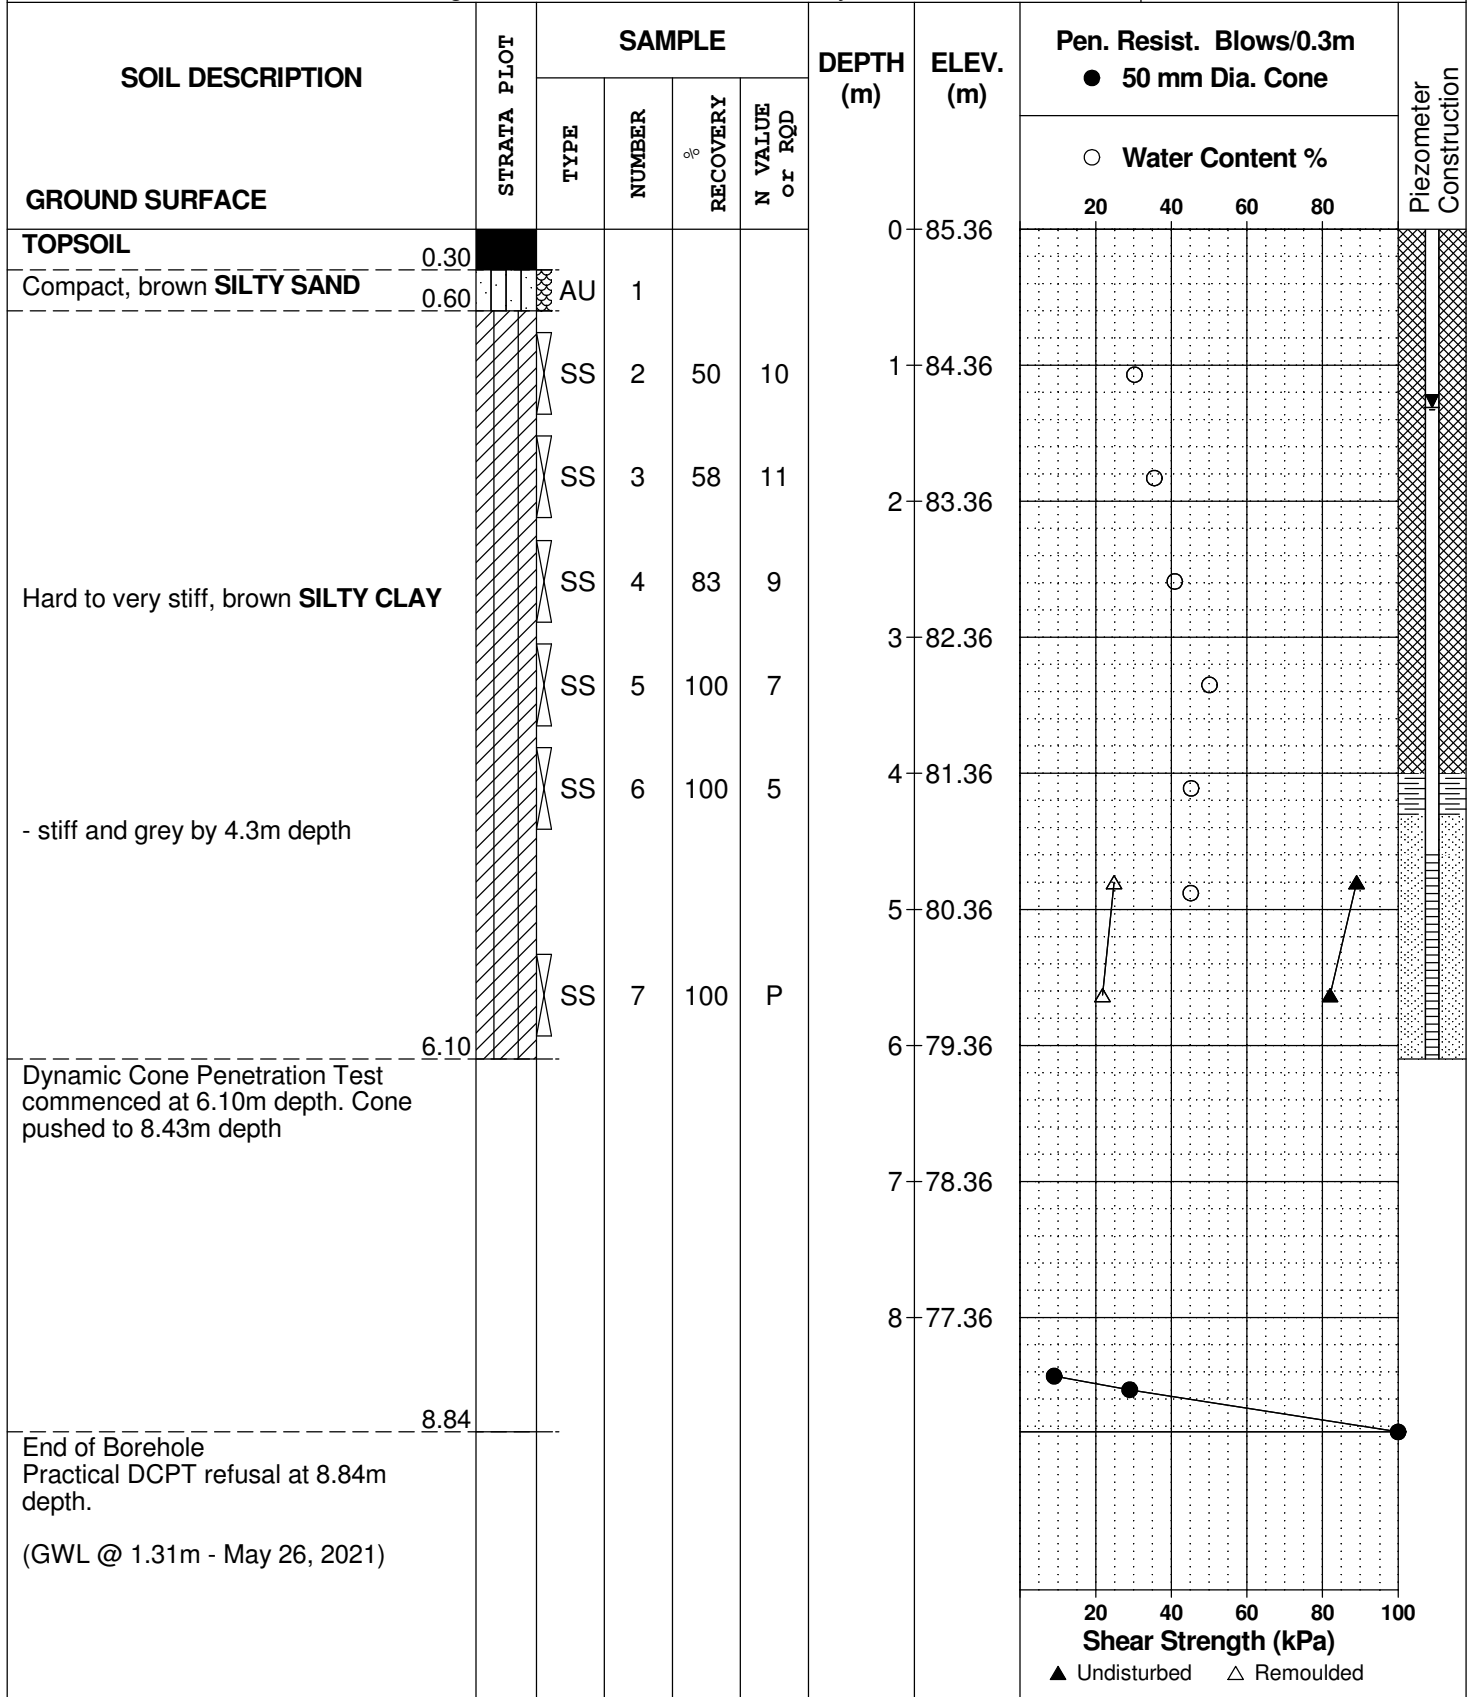 SOIL DESCRIPTION
GROUND SURFACE
STRATA PLOT
SAMPLE
TYPE
NUMBER
% RECOVERY
N VALUE or RQD
DEPTH (m)
ELEV. (m)
Pen. Resist. Blows/0.3m
● 50 mm Dia. Cone
○ Water Content %
20 40 60 80
Piezometer Construction
TOPSOIL
0.30
0 85.36
Compact, brown SILTY SAND
0.60
AU 1
SS 2 50 10
1 84.36
SS 3 58 11
2 83.36
Hard to very stiff, brown SILTY CLAY
SS 4 83 9
3 82.36
SS 5 100 7
4 81.36
SS 6 100 5
- stiff and grey by 4.3m depth
5 80.36
SS 7 100 P
6.10
6 79.36
Dynamic Cone Penetration Test
commenced at 6.10m depth. Cone
pushed to 8.43m depth
7 78.36
8 77.36
8.84
End of Borehole
Practical DCPT refusal at 8.84m
depth.
(GWL @ 1.31m - May 26, 2021)
20 40 60 80 100
Shear Strength (kPa)
▲ Undisturbed △ Remoulded